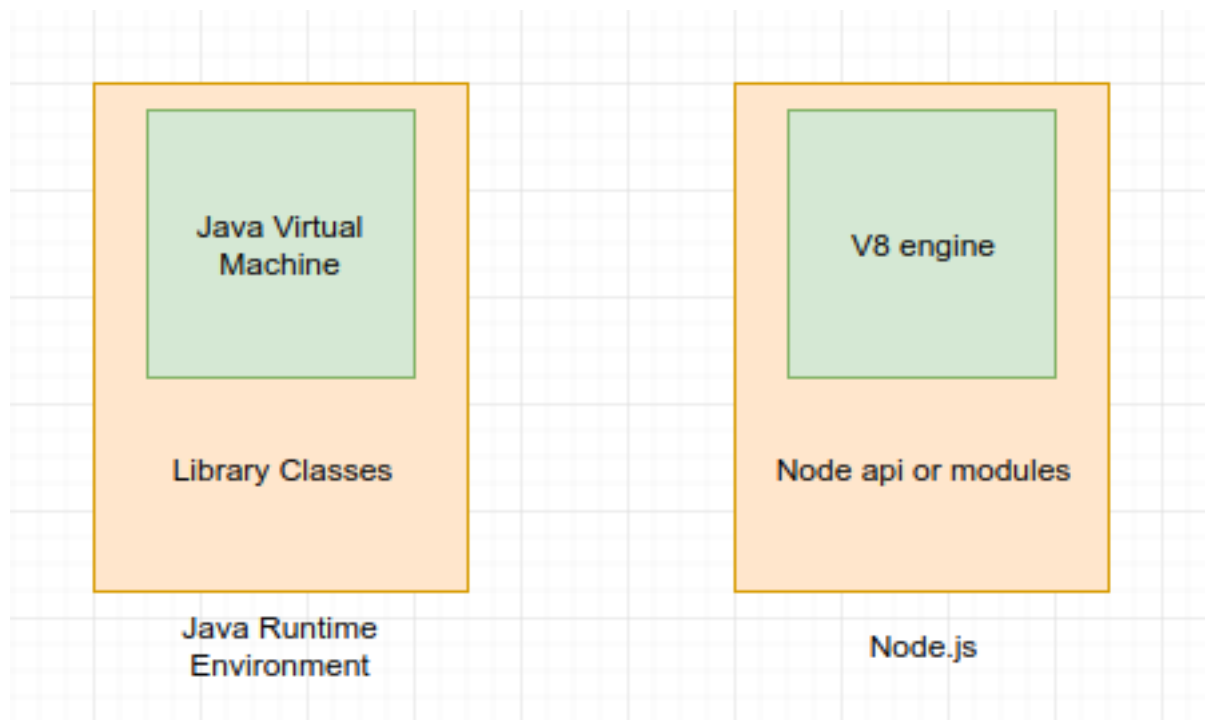 Java Virtual
Machine
Library Classes
Java Runtime
Environment
V8 engine
Node api or modules
Node.js